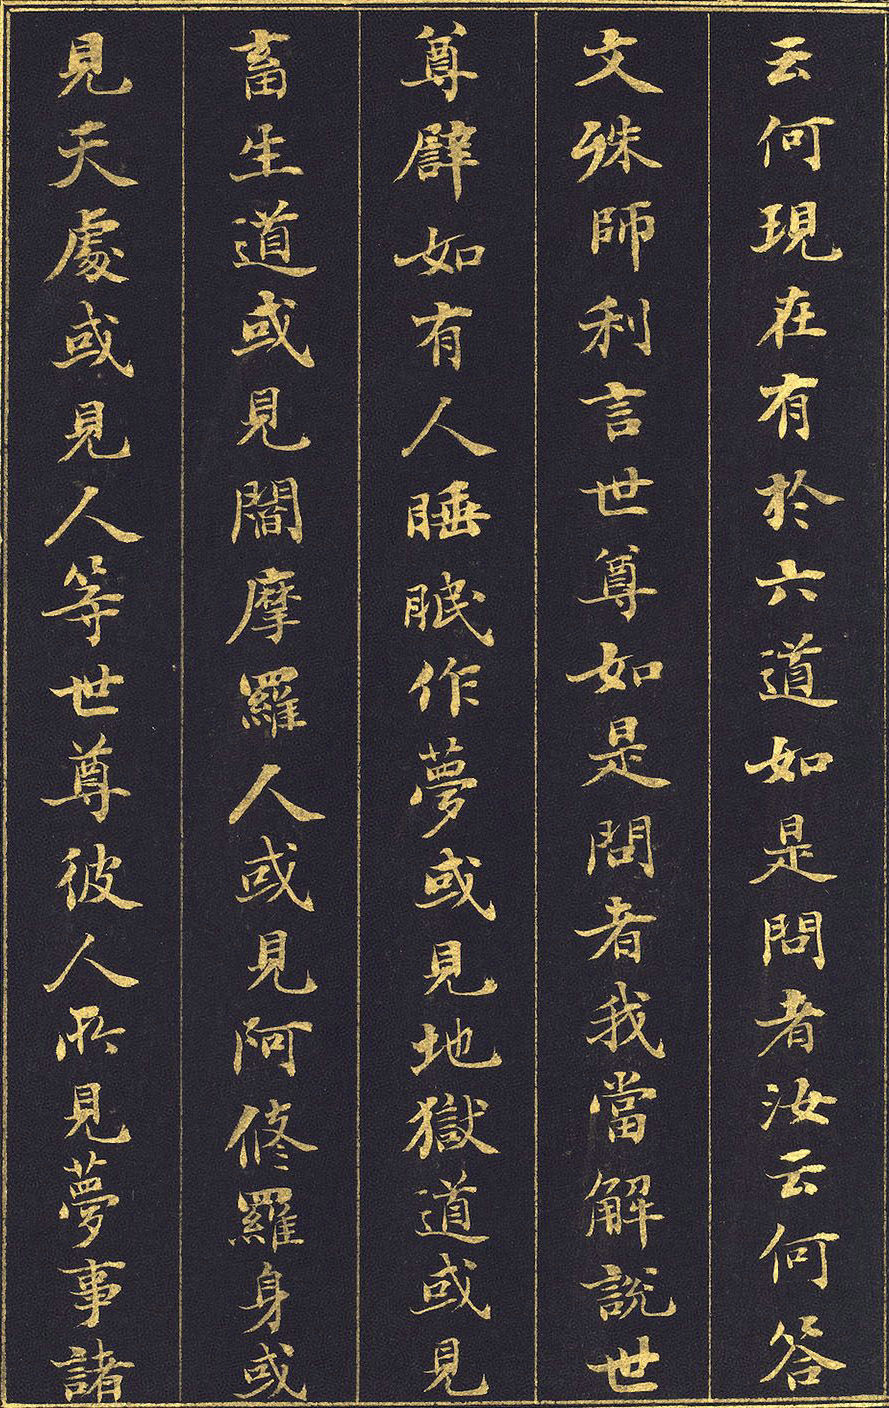 云何現在有於六道如是問者汝云何答
文殊師利言世尊如是問者我當解說世
尊譬如有人睡眠作夢或見地獄道或見
畜生道或見閻摩羅人或見阿修羅身或
見天處或見人等世尊彼人所見夢事諸